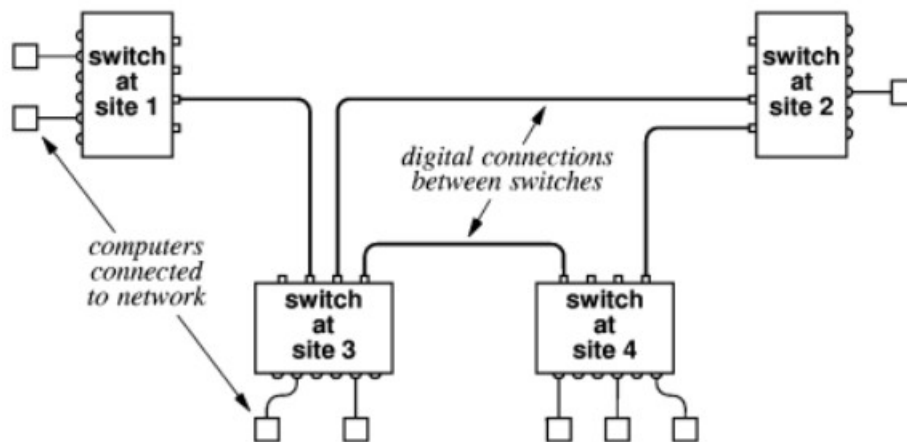 switch
at
site 1
switch
at
site 2
digital connections
between switches
computers
connected
to network
switch
at
site 3
switch
at
site 4